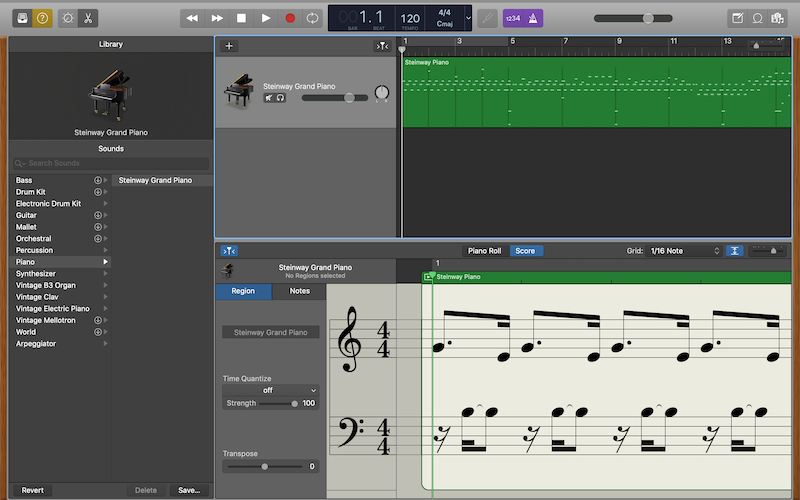 001.1
BAR BEAT
120
TEMPO
4/4
Cmaj
1234
Library
Steinway Grand Piano
Sounds
Search Sounds
Bass
Drum Kit
Electronic Drum Kit
Guitar
Mallet
Orchestral
Percussion
Piano
Synthesizer
Vintage B3 Organ
Vintage Clav
Vintage Electric Piano
Vintage Mellotron
World
Arpeggiator
Steinway Grand Piano
Revert
Delete
Save...
1 3 5 7 9 11 13 15
Steinway Grand Piano
L R
Steinway Piano
Piano Roll
Score
Grid: 1/16 Note
Steinway Grand Piano
No Regions selected
Region
Notes
Steinway Grand Piano
Time Quantize
off
Strength 100
Transpose
0
1
Steinway Piano
4
4
4
4